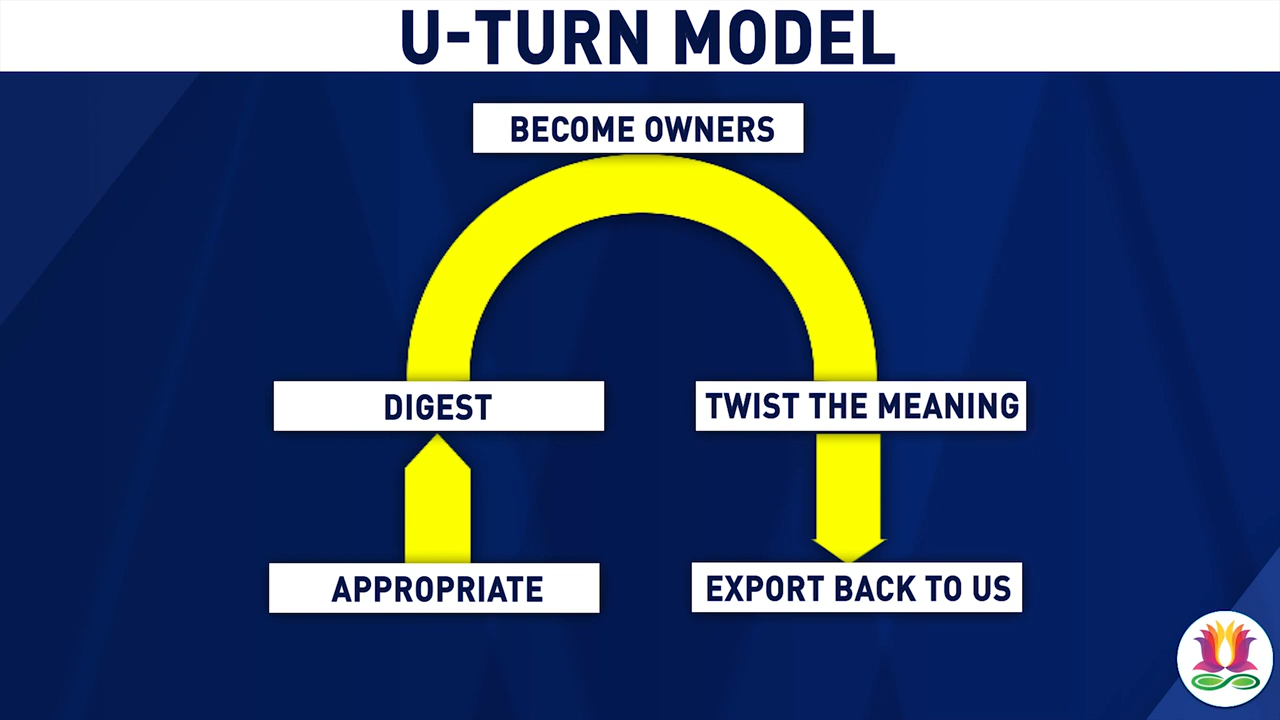 U-TURN MODEL
BECOME OWNERS
DIGEST
TWIST THE MEANING
APPROPRIATE
EXPORT BACK TO US